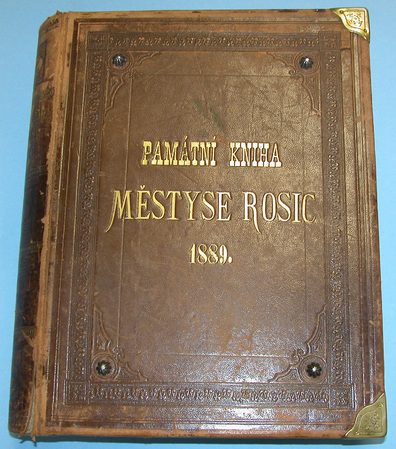 PAMÁTNÍ KNIHA
MĚSTYSE ROSIC
1889.